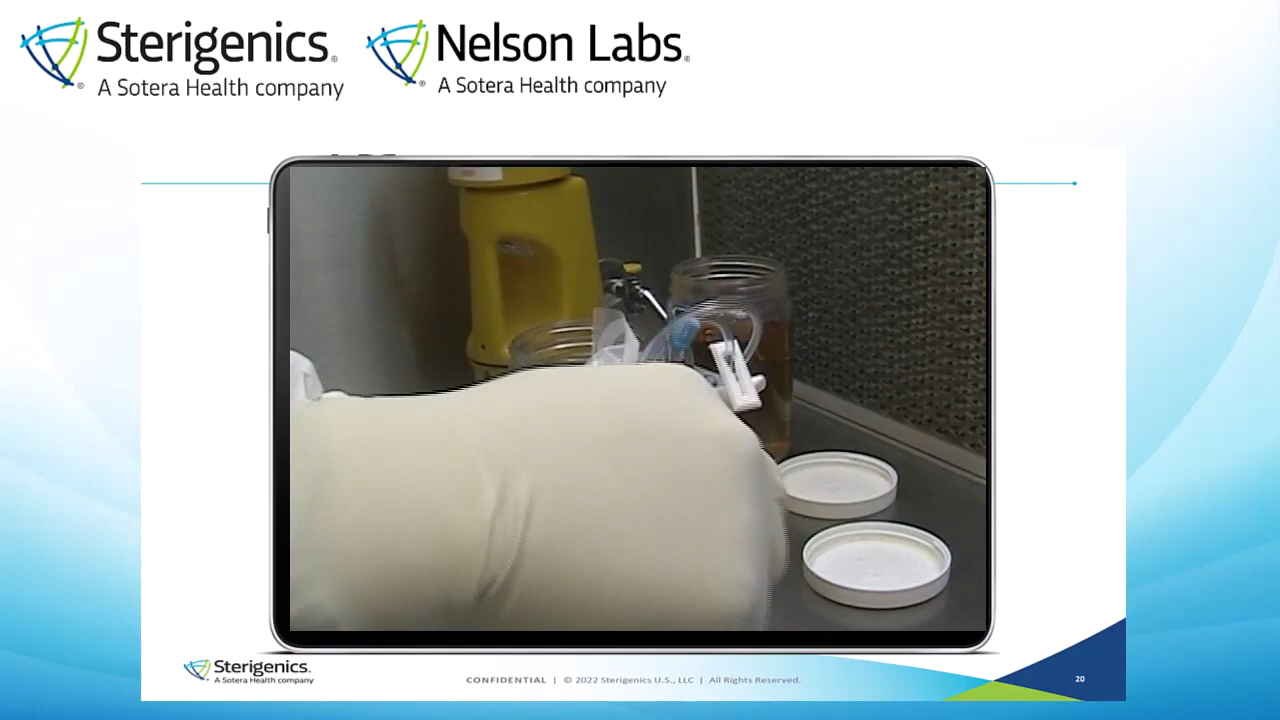 Sterigenics®
A Sotera Health company
Nelson Labs®
A Sotera Health company
Sterigenics®
A Sotera Health company
CONFIDENTIAL | © 2022 Sterigenics U.S., LLC | All Rights Reserved.
20